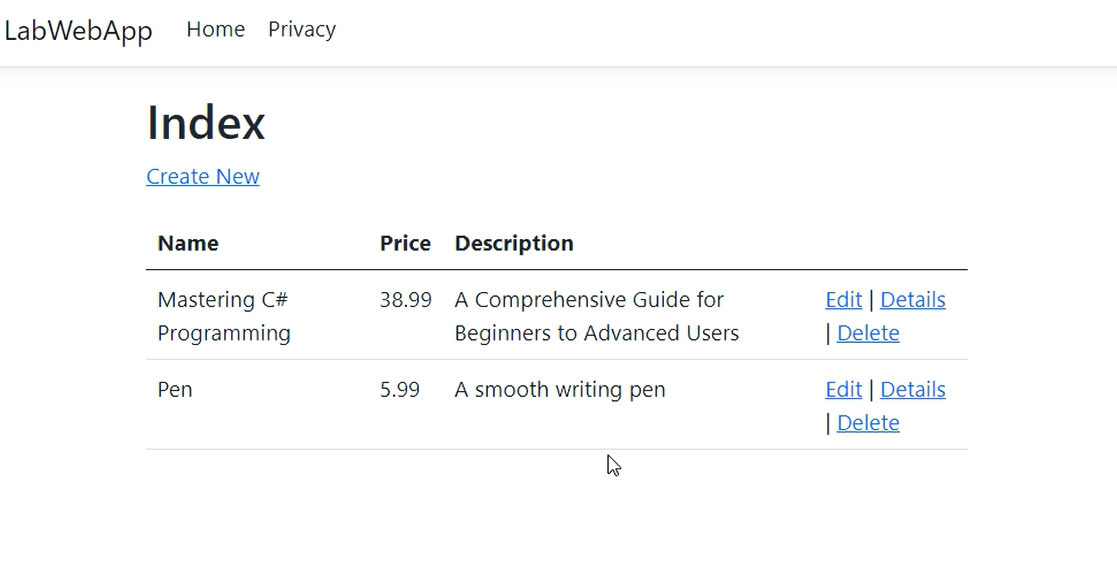 LabWebApp Home Privacy
Index
Create New
Name Price Description
Mastering C# 38.99 A Comprehensive Guide for Edit | Details
Programming Beginners to Advanced Users | Delete
Pen 5.99 A smooth writing pen Edit | Details
| Delete